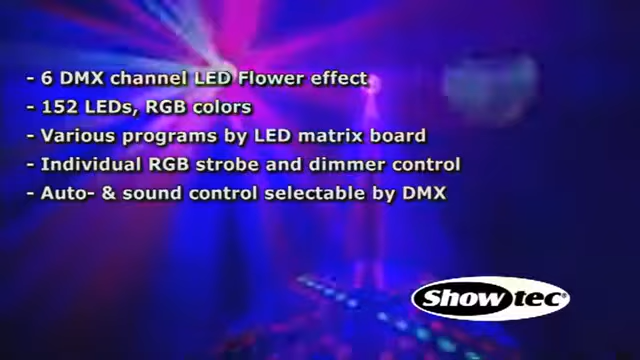 - 6 DMX channel LED Flower effect
- 152 LEDs, RGB colors
- Various programs by LED matrix board
- Individual RGB strobe and dimmer control
- Auto- & sound control selectable by DMX
Showtec®